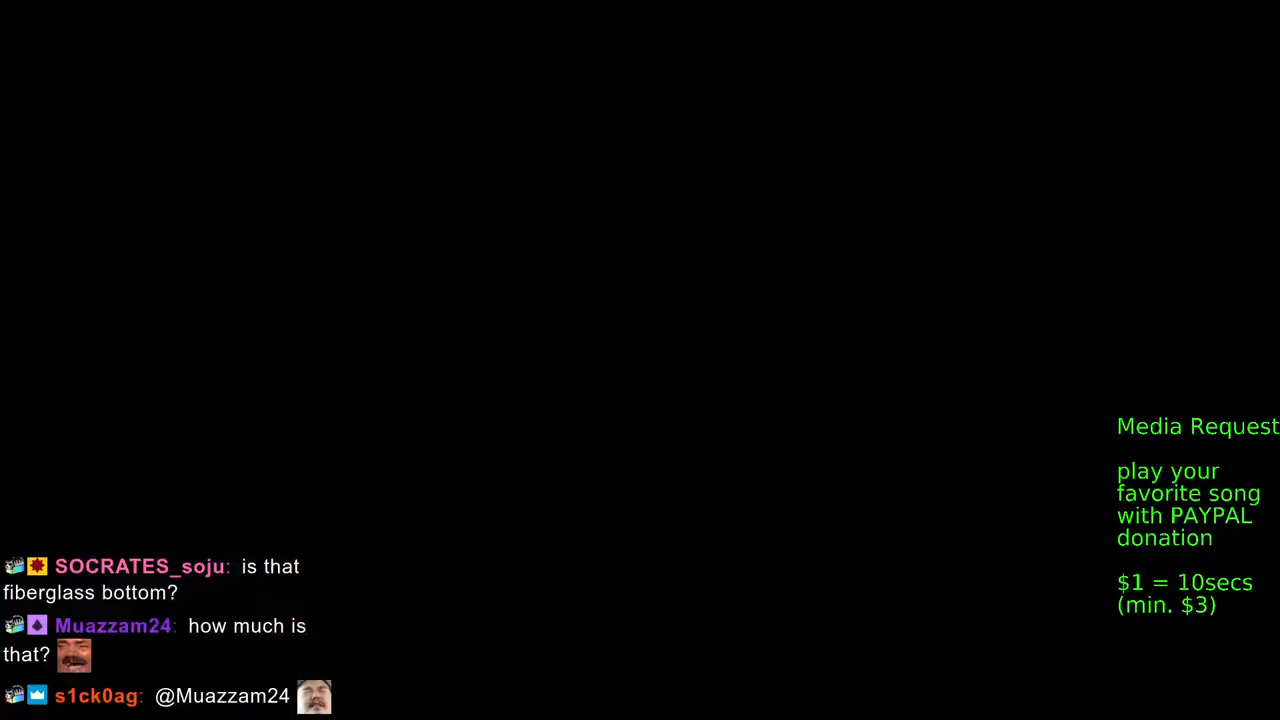 Media Request
play your
favorite song
with PAYPAL
donation
$1 = 10secs
(min. $3)
SOCRATES_soju: is that
fiberglass bottom?
Muazzam24: how much is
that?
s1ck0ag: @Muazzam24